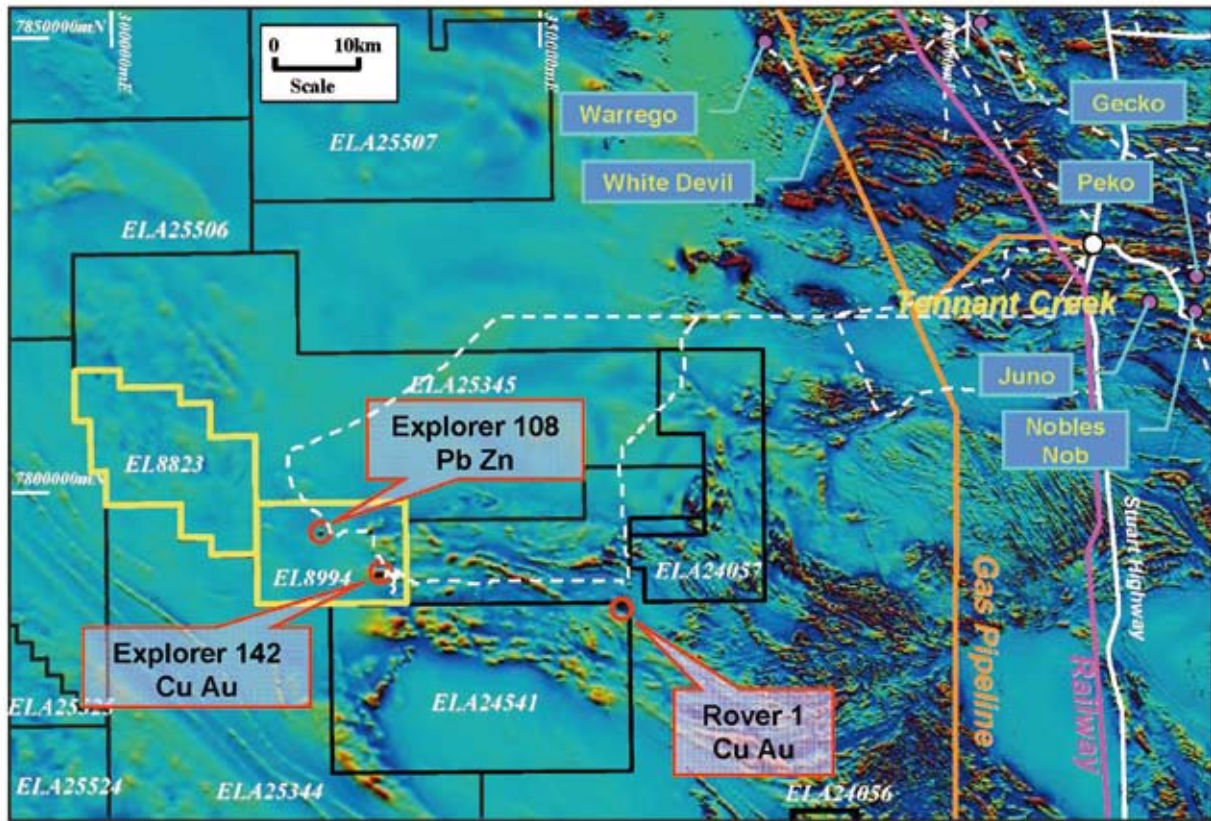 7850000mN
300000mE
350000mE
0 10km
Scale
ELA25507
Warrego
White Devil
Gecko
Peko
ELA25506
Tennant Creek
ELA25345
Juno
Nobles
Nob
Explorer 108
Pb Zn
EL8823
7800000mN
EL8994
ELA24057
Stuart Highway
Gas Pipeline
Railway
Explorer 142
Cu Au
ELA24541
Rover 1
Cu Au
ELA25524
ELA25344
ELA24056